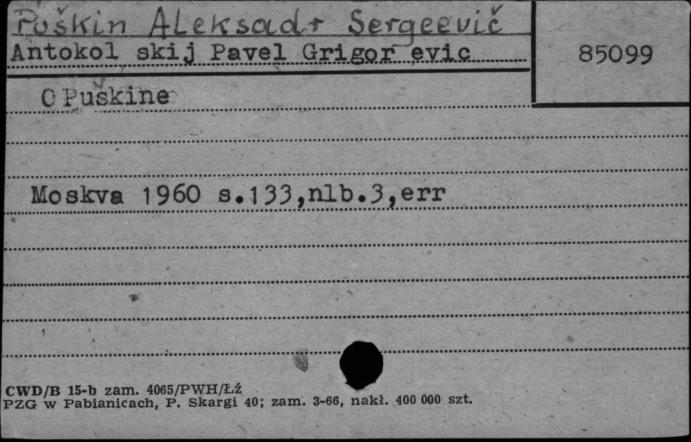 Puškin Aleksadr Sergeevič
Antokol skij Pavel Grigor evic
85099
O Puškine
Moskva 1960 s.133,nlb.3,err
CWD/B 15-b zam. 4065/PWH/Łź
PZG w Pabianicach, P. Skargi 40; zam. 3-66, nakł. 400 000 szt.